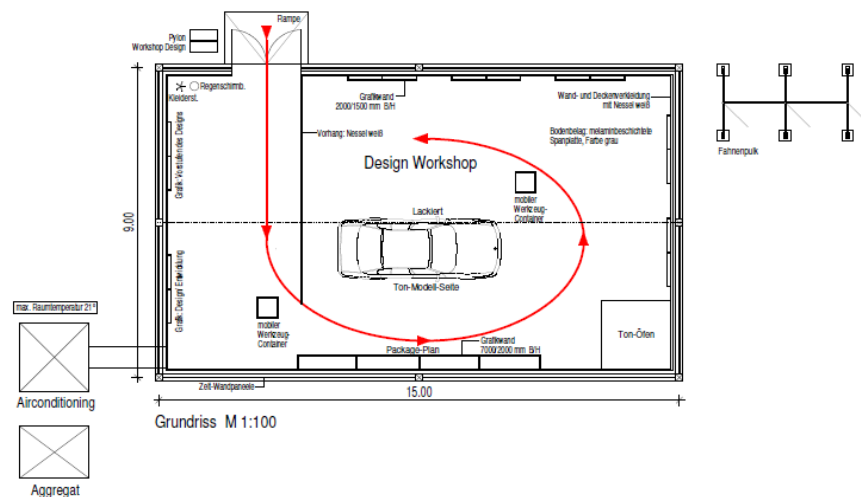 Rampe
Pylon
Workshop Design
Regenschirmb.
Kleiderst.
Grafikwand
2000/1500 mm B/H
Wand- und Deckenverkleidung
mit Nessel weiß
Vorhang: Nessel weiß
Bodenbelag: melaminbeschichtete
Spanplatte, Farbe grau
Fahnenpulk
Grafik: Vorstufen des Designs
Design Workshop
mobiler
Werkzeug-
Container
Lackiert
9.00
Grafik: Design/ Entwicklung
Ton-Modell-Seite
max. Raumtemperatur 21°
mobiler
Werkzeug-
Container
Package-Plan
Grafikwand
7000/2000 mm B/H
Ton-Öfen
Zelt-Wandpaneele
15.00
Airconditioning
Grundriss M 1:100
Aggregat